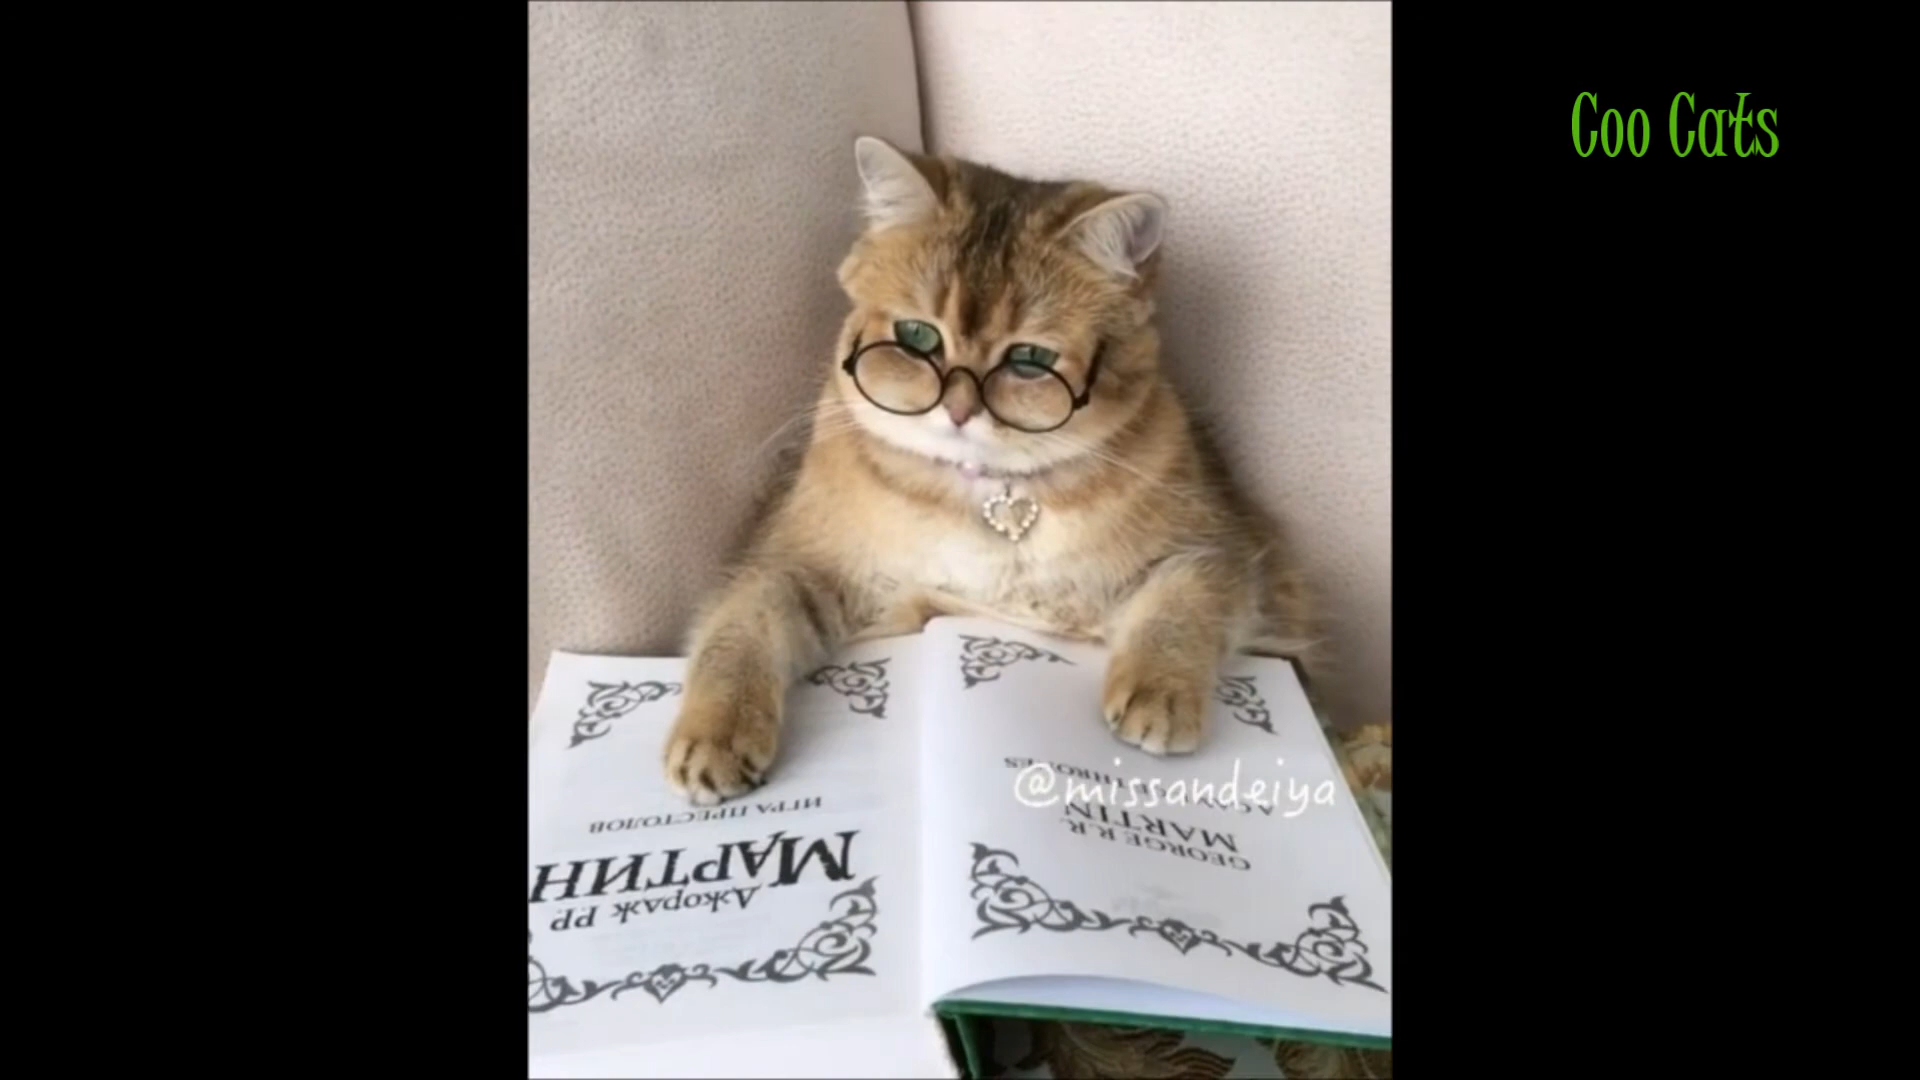 Coo Cats
Джордж РР
МАРТИН
ИГРА ПРЕСТОЛОВ
GEORGE R.R.
MARTIN
@missandeiya